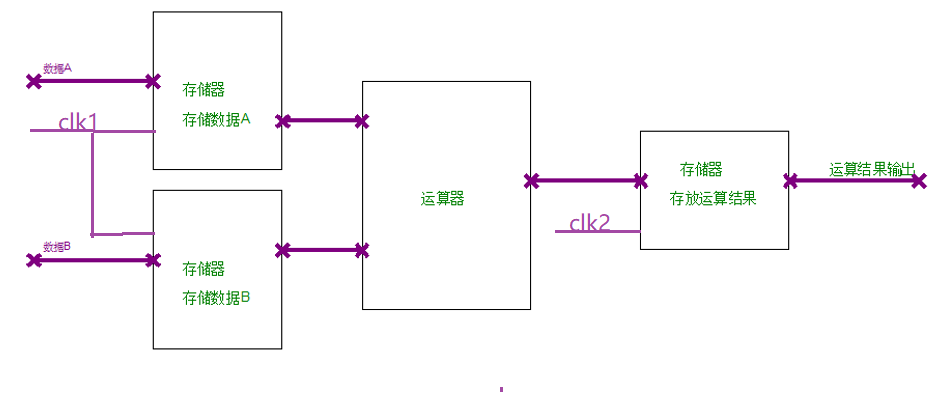 数据A
存储器
存储数据A
clk1
数据B
存储器
存储数据B
运算器
clk2
存储器
存放运算结果
运算结果输出